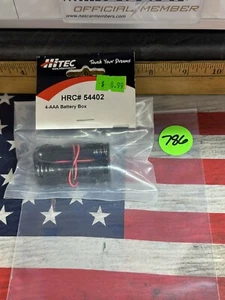 OFFICIAL MEMBER
HITEC
Touch Your Dreams
HRC# 54402
4-AAA Battery Box
786